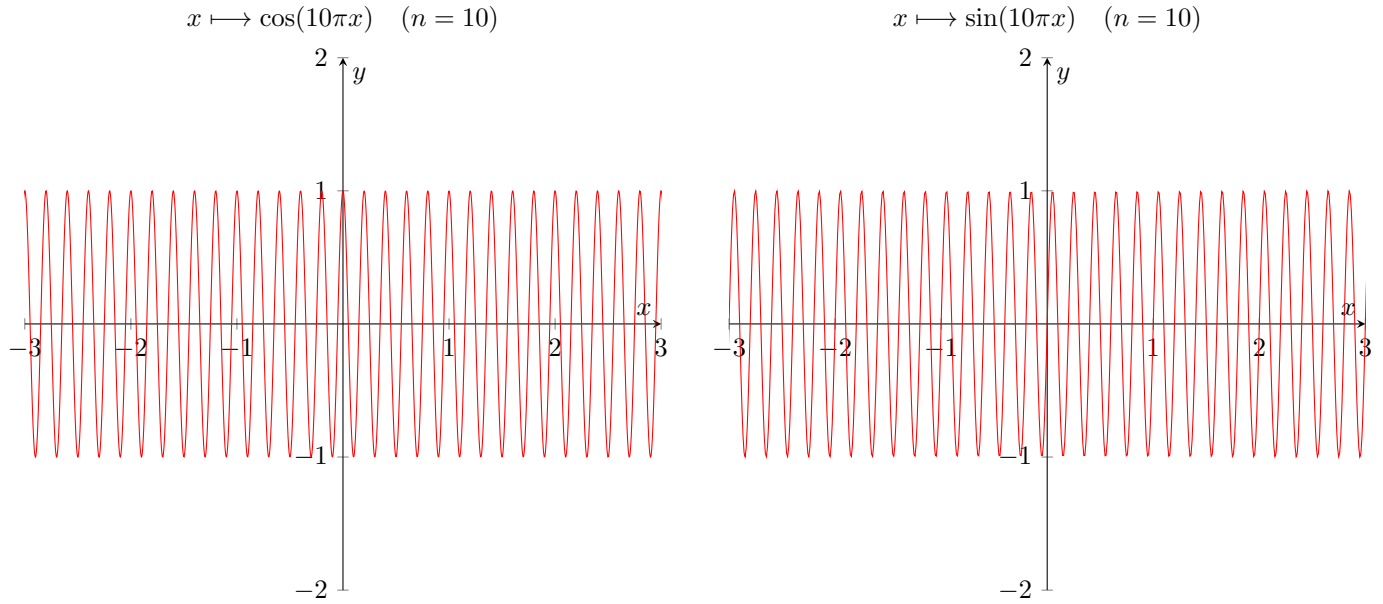 x ⟼ cos(10πx) (n = 10)
2
y
1
x
−3 −2 −1 1 2 3
−1
−2
x ⟼ sin(10πx) (n = 10)
2
y
1
x
−3 −2 −1 1 2 3
−1
−2